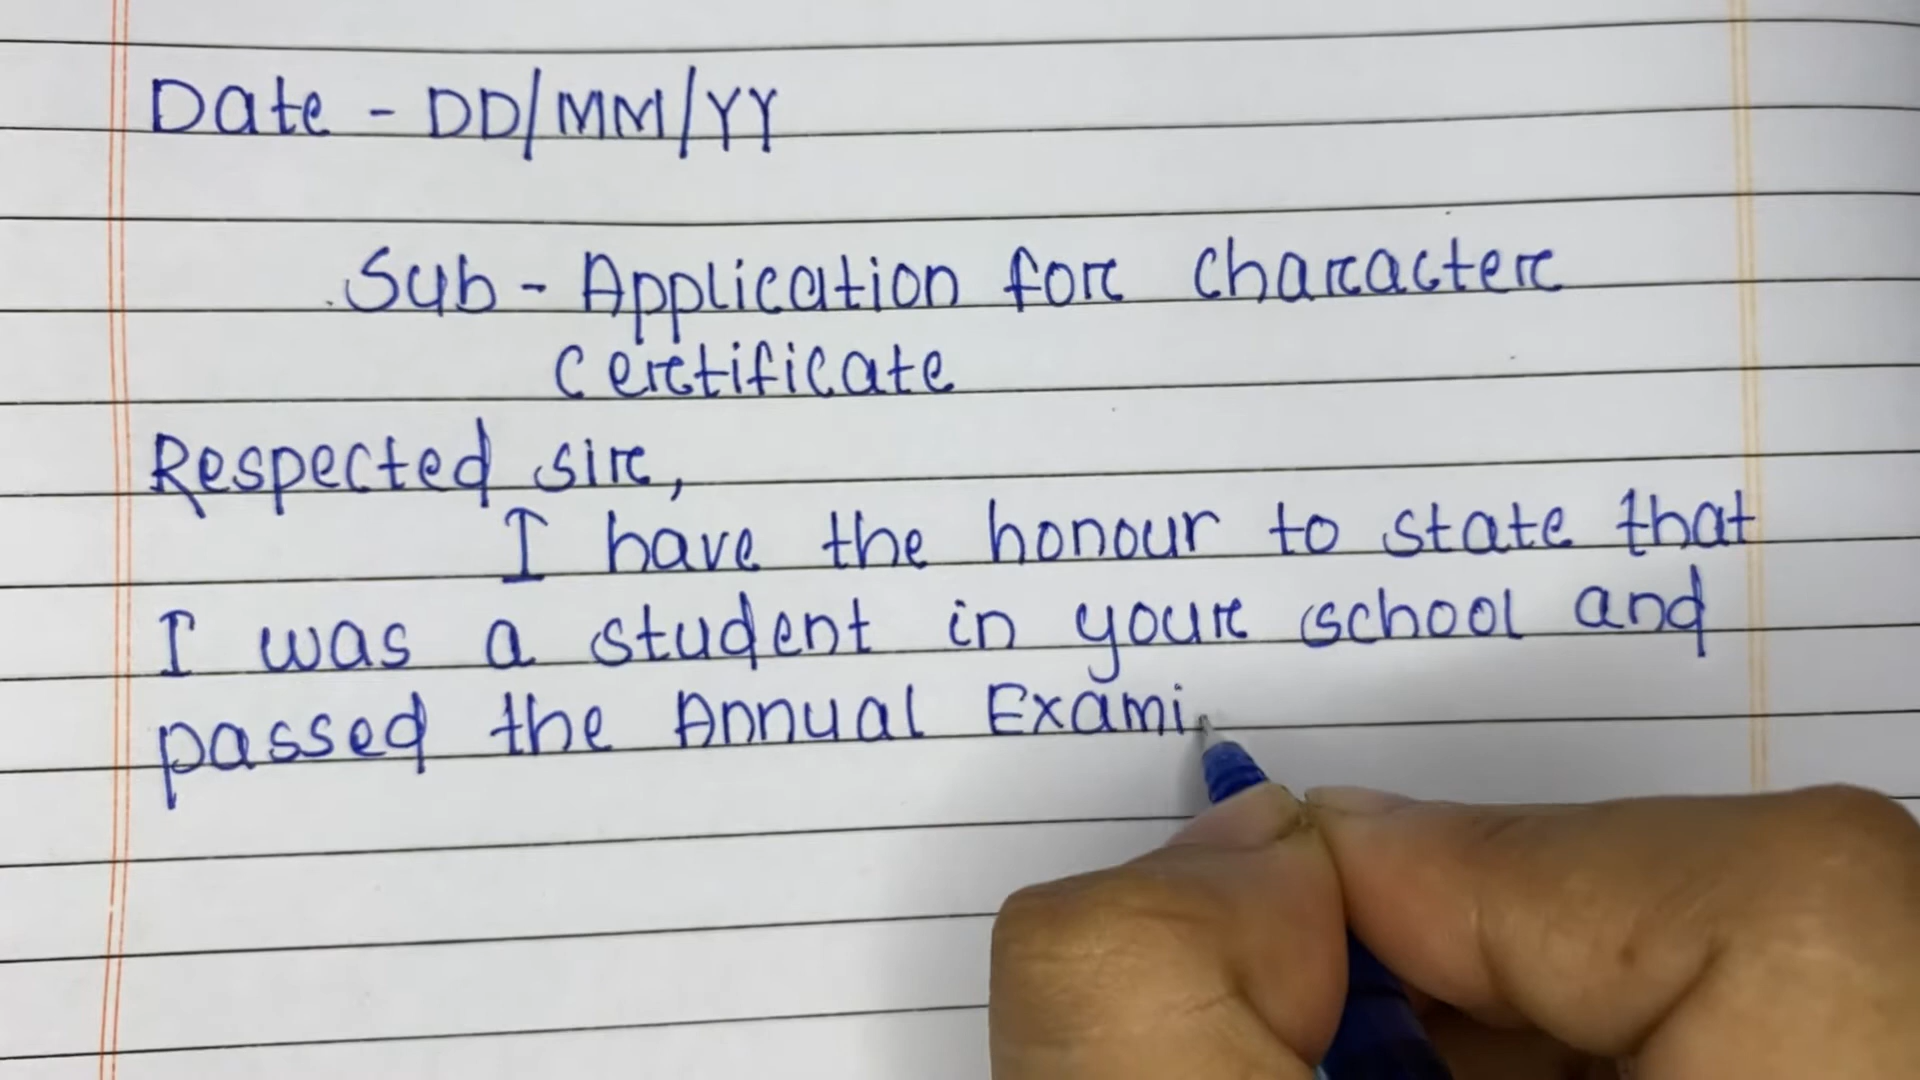 Date - DD/MM/YY
Sub - Application for character
certificate
Respected sir,
I have the honour to state that
I was a student in your school and
passed the Annual Exami